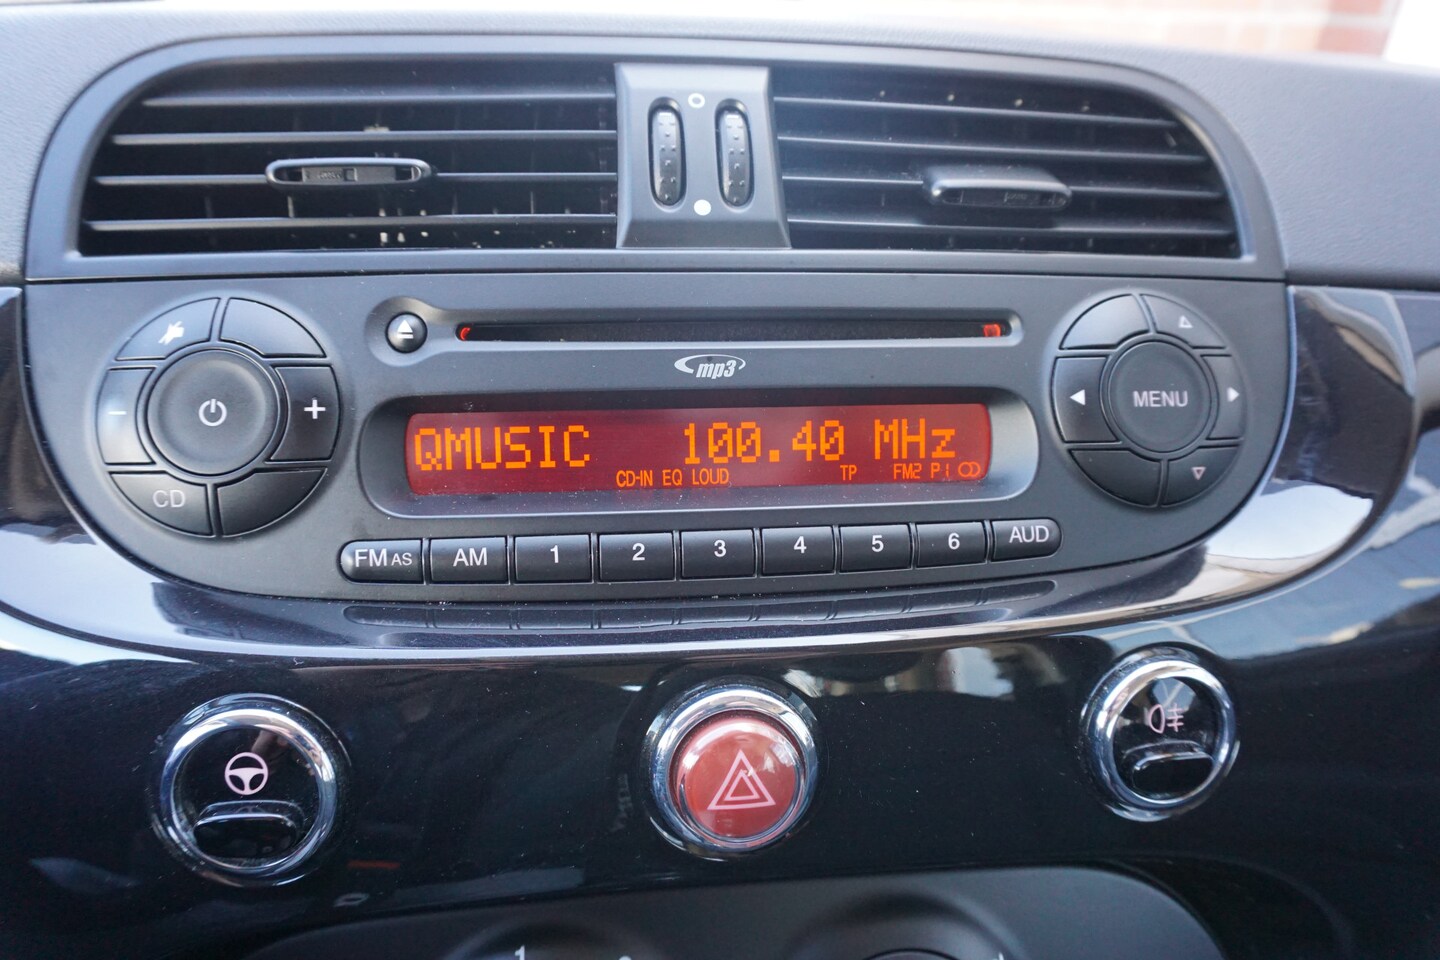 mp3
QMUSIC 100.40 MHz
CD-IN EQ LOUD TP FM2 P1
- + MENU
CD
FM AS AM 1 2 3 4 5 6 AUD
1